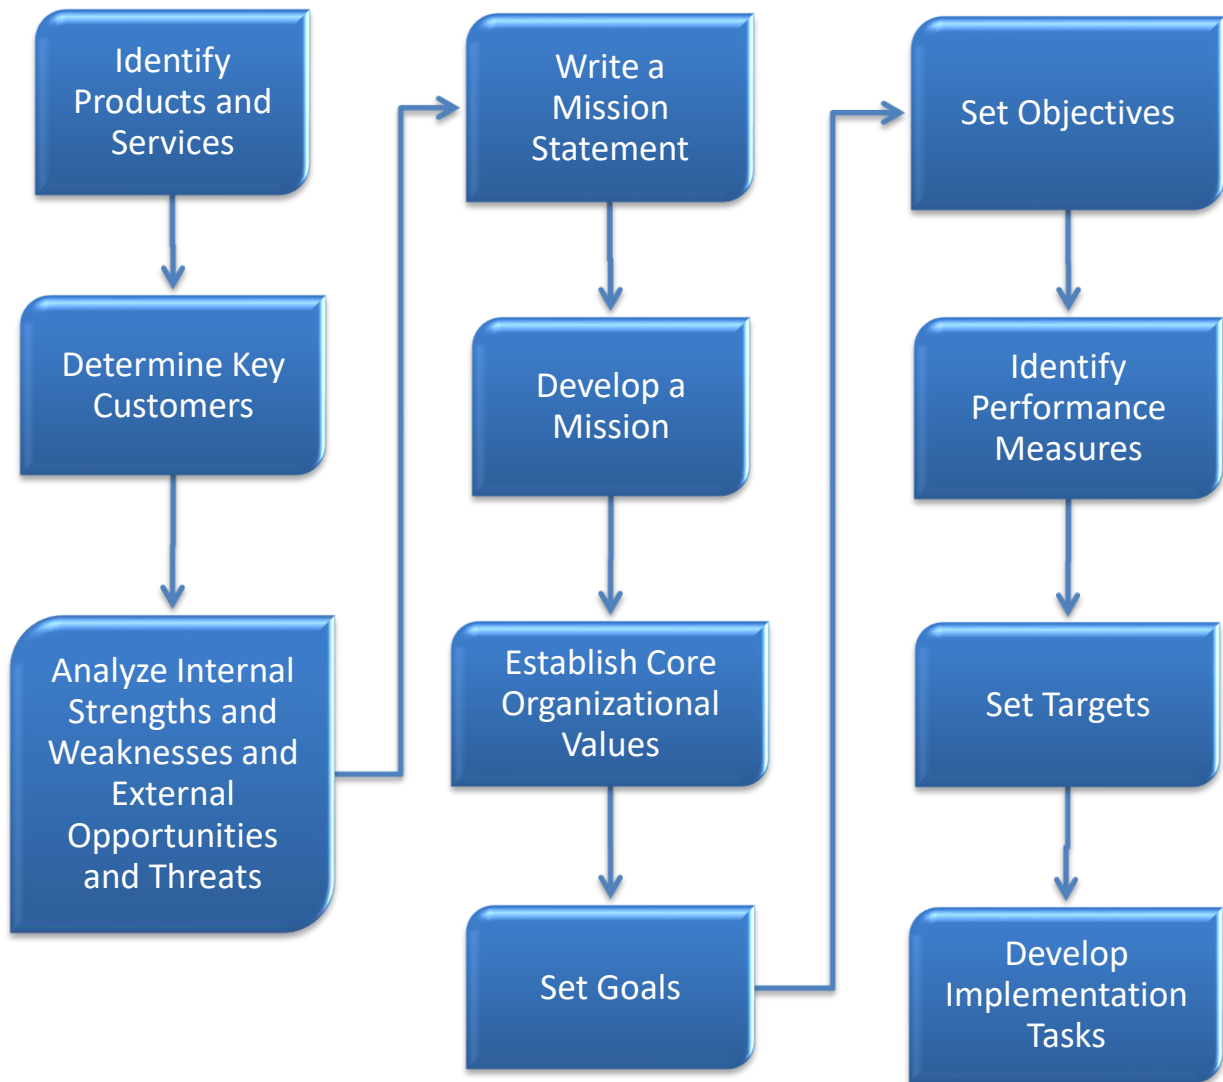 Identify
Products and
Services
Determine Key
Customers
Analyze Internal
Strengths and
Weaknesses and
External
Opportunities
and Threats
Write a
Mission
Statement
Develop a
Mission
Establish Core
Organizational
Values
Set Goals
Set Objectives
Identify
Performance
Measures
Set Targets
Develop
Implementation
Tasks